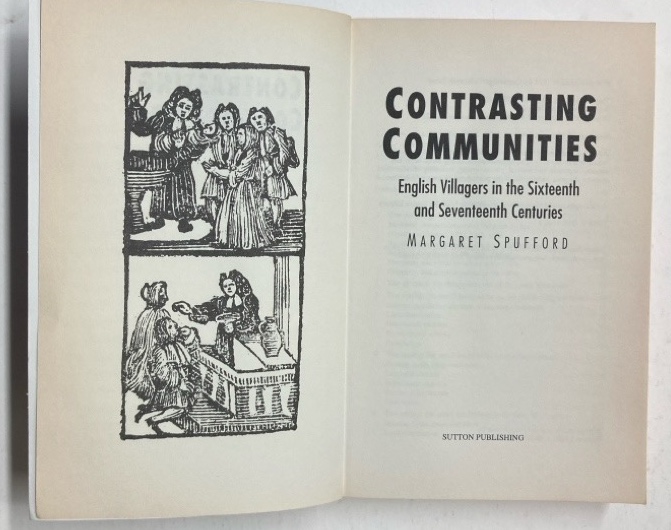 CONTRASTING
COMMUNITIES
English Villagers in the Sixteenth
and Seventeenth Centuries
MARGARET SPUFFORD
SUTTON PUBLISHING